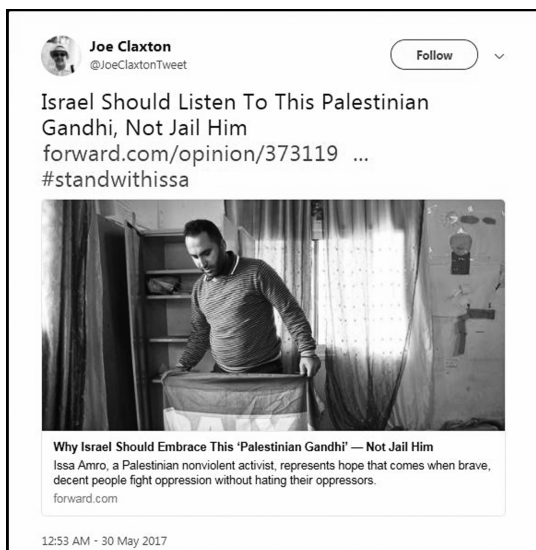 Joe Claxton
@JoeClaxtonTweet
Follow
Israel Should Listen To This Palestinian
Gandhi, Not Jail Him
forward.com/opinion/373119 ...
#standwithissa
Why Israel Should Embrace This ‘Palestinian Gandhi’ — Not Jail Him
Issa Amro, a Palestinian nonviolent activist, represents hope that comes when brave,
decent people fight oppression without hating their oppressors.
forward.com
12:53 AM - 30 May 2017